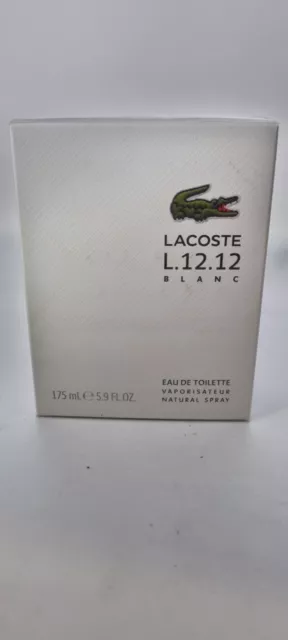 LACOSTE
L.12.12
BLANC
EAU DE TOILETTE
VAPORISATEUR
NATURAL SPRAY
175 mL ℮ 5.9 FL.OZ.